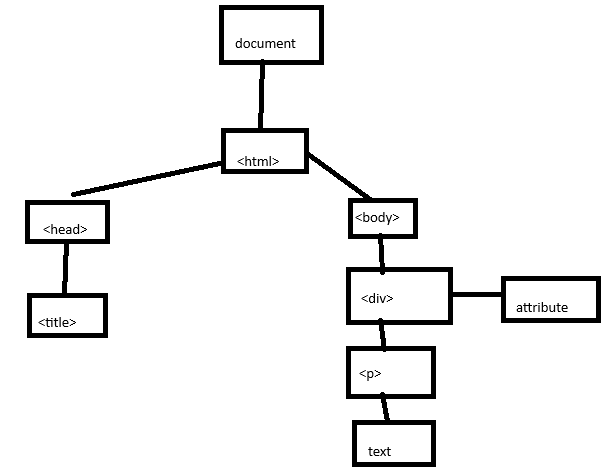 document
<html>
<head>
<body>
<title>
<div>
attribute
<p>
text